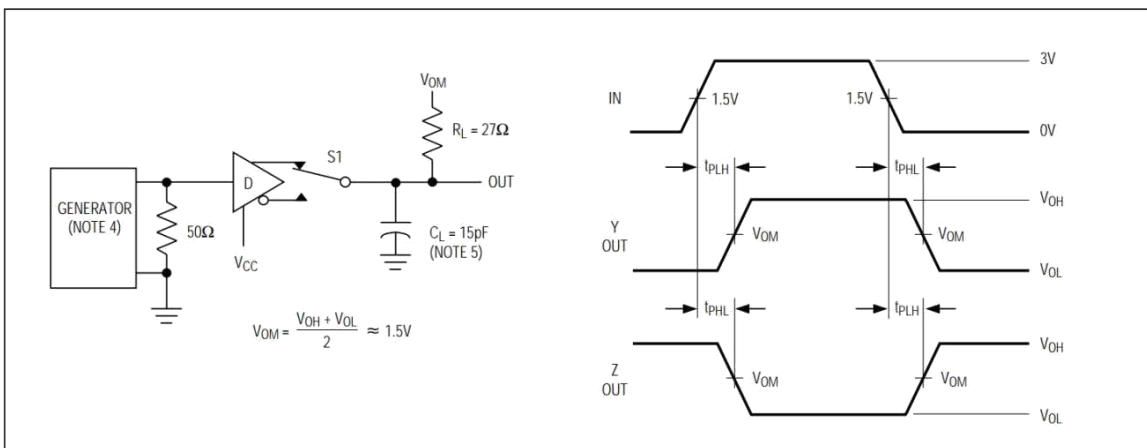 GENERATOR
(NOTE 4)
50Ω
D
VCC
S1
VOM
RL = 27Ω
OUT
CL = 15pF
(NOTE 5)
VOM = VOH + VOL / 2 ≈ 1.5V
IN
1.5V
1.5V
3V
0V
tPLH
tPHL
Y
OUT
VOM
VOM
VOH
VOL
tPHL
tPLH
Z
OUT
VOM
VOM
VOH
VOL